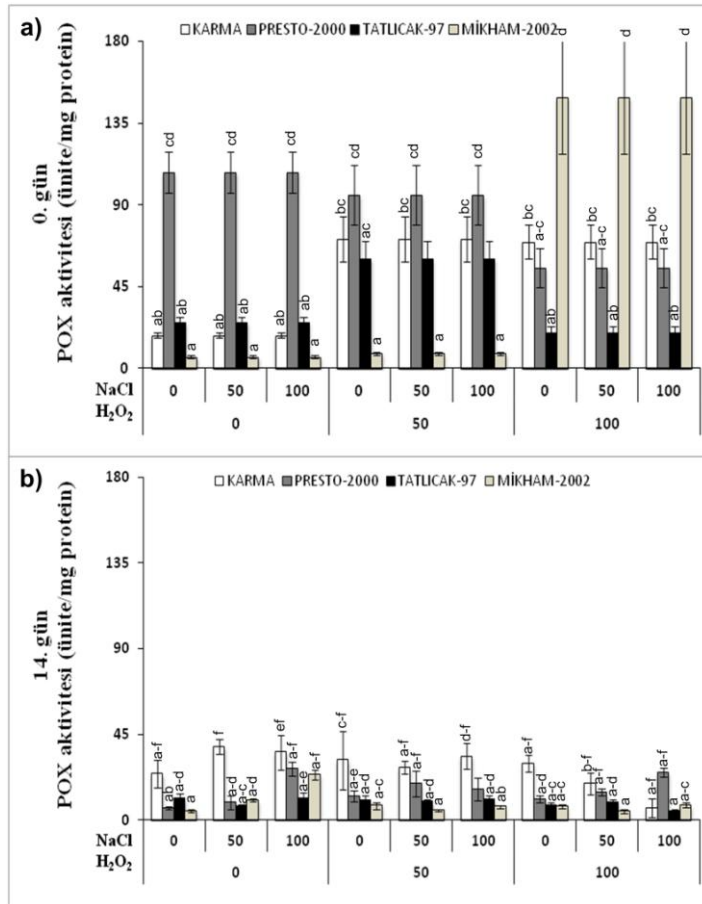 a)
180
KARMA PRESTO-2000 TATLICAK-97 MİKHAM-2002
135
90
45
0
0. gün
POX aktivitesi (ünite/mg protein)
ab cd ab a ab cd ab a ab cd ab a bc cd ac a bc cd a bc cd a bc a-c ab d bc a-c ab d bc a-c ab d
NaCl 0 50 100 0 50 100 0 50 100
H₂O₂ 0 50 100
b)
180
KARMA PRESTO-2000 TATLICAK-97 MİKHAM-2002
135
90
45
0
14. gün
POX aktivitesi (ünite/mg protein)
a-f ab a-d a f a-d a-c a-d ef a-f a-e a-f c-f a-e a-d a-c a-f a-f a-d a d-f a-f a-d ab a-f a-d a-c a-c b-f a-f a-d a a-f a-f a a-c
NaCl 0 50 100 0 50 100 0 50 100
H₂O₂ 0 50 100